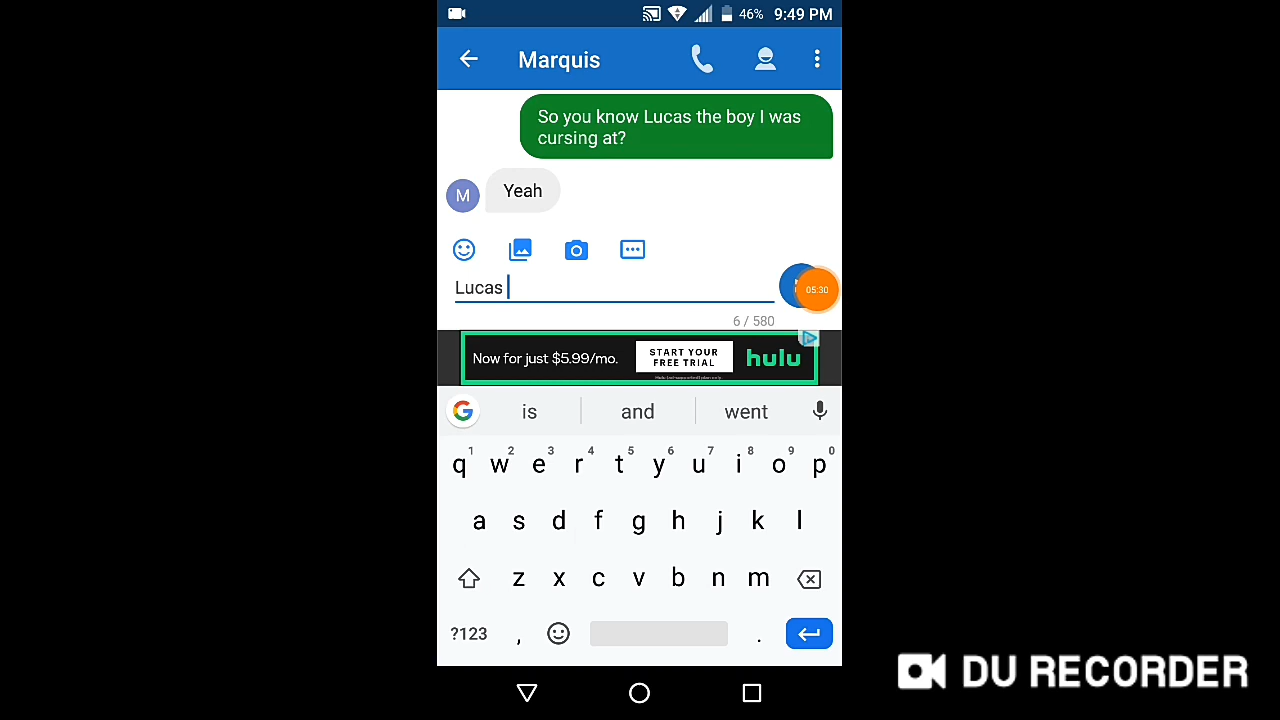 46% 9:49 PM
Marquis
So you know Lucas the boy I was
cursing at?
M
Yeah
Lucas
05:30
6 / 580
Now for just $5.99/mo.
START YOUR
FREE TRIAL
hulu
G
is
and
went
1 2 3 4 5 6 7 8 9 0
q w e r t y u i o p
a s d f g h j k l
z x c v b n m
?123 , .
DU RECORDER